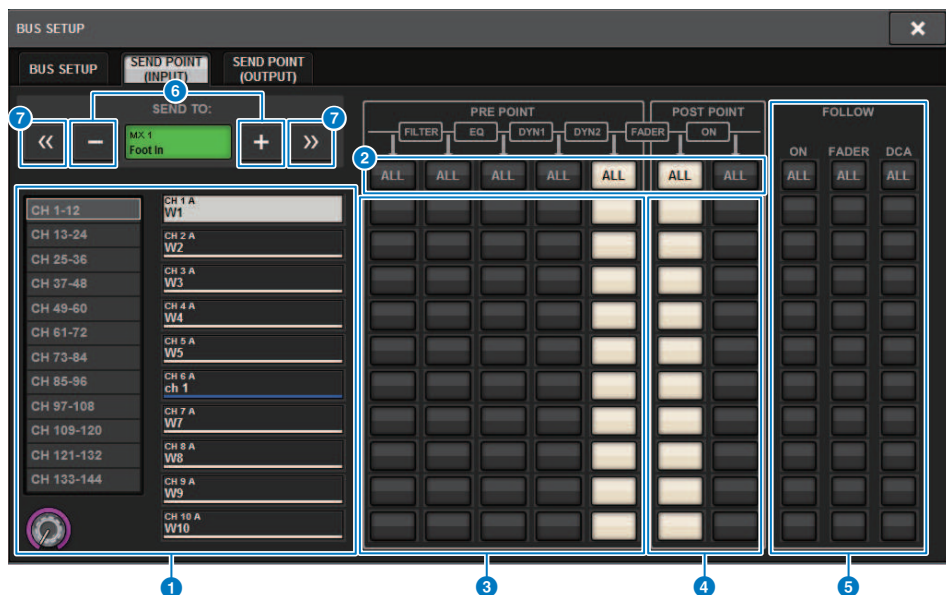 BUS SETUP
×
BUS SETUP
SEND POINT
(INPUT)
SEND POINT
(OUTPUT)
6
SEND TO:
7
7
«
−
MX 1
Foot In
+
»
PRE POINT
POST POINT
FILTER
EQ
DYN1
DYN2
FADER
ON
FOLLOW
ON
FADER
DCA
2
ALL
ALL
ALL
ALL
ALL
ALL
ALL
ALL
ALL
ALL
CH 1-12
CH 13-24
CH 25-36
CH 37-48
CH 49-60
CH 61-72
CH 73-84
CH 85-96
CH 97-108
CH 109-120
CH 121-132
CH 133-144
CH 1 A
W1
CH 2 A
W2
CH 3 A
W3
CH 4 A
W4
CH 5 A
W5
CH 6 A
ch 1
CH 7 A
W7
CH 8 A
W8
CH 9 A
W9
CH 10 A
W10
1
3
4
5